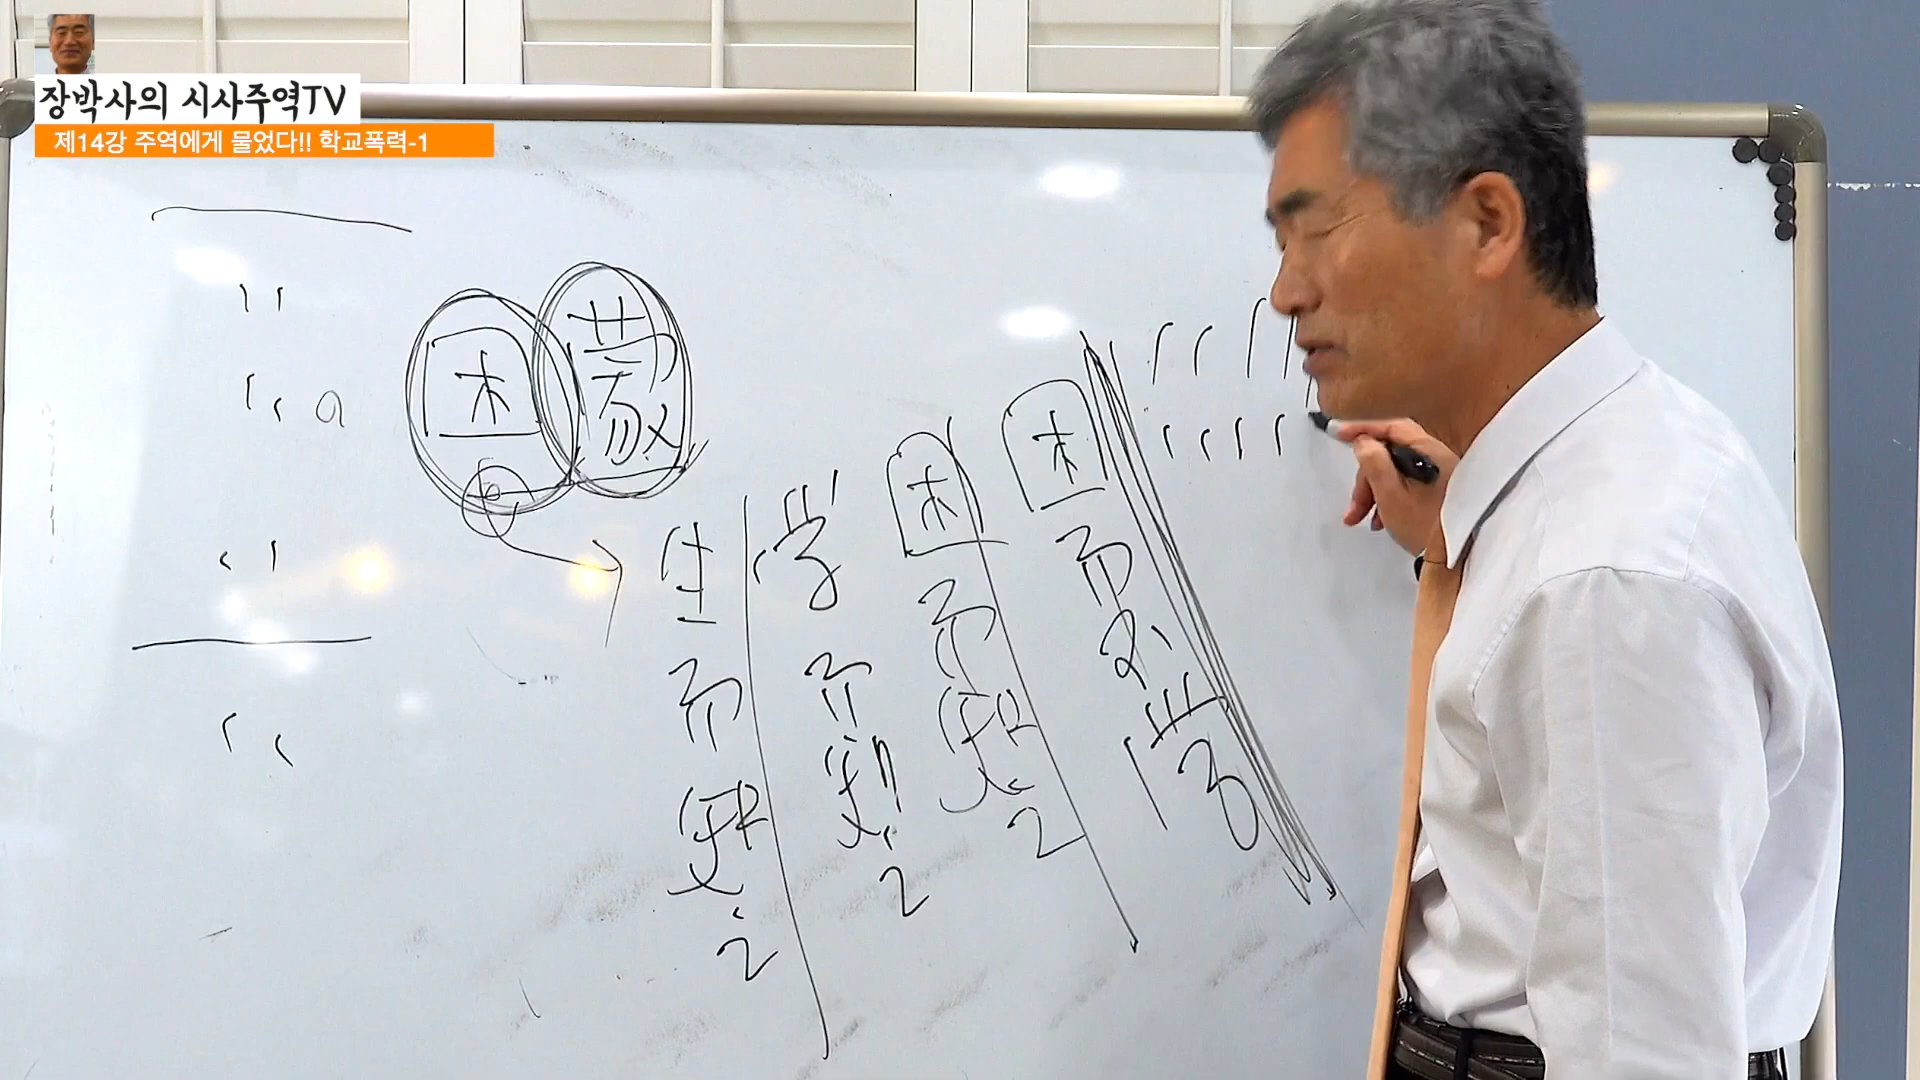 장박사의 시사주역TV
제14강 주역에게 물었다!! 학교폭력-1
困蒙
生而知之
学而知之
困而知之
困而不学